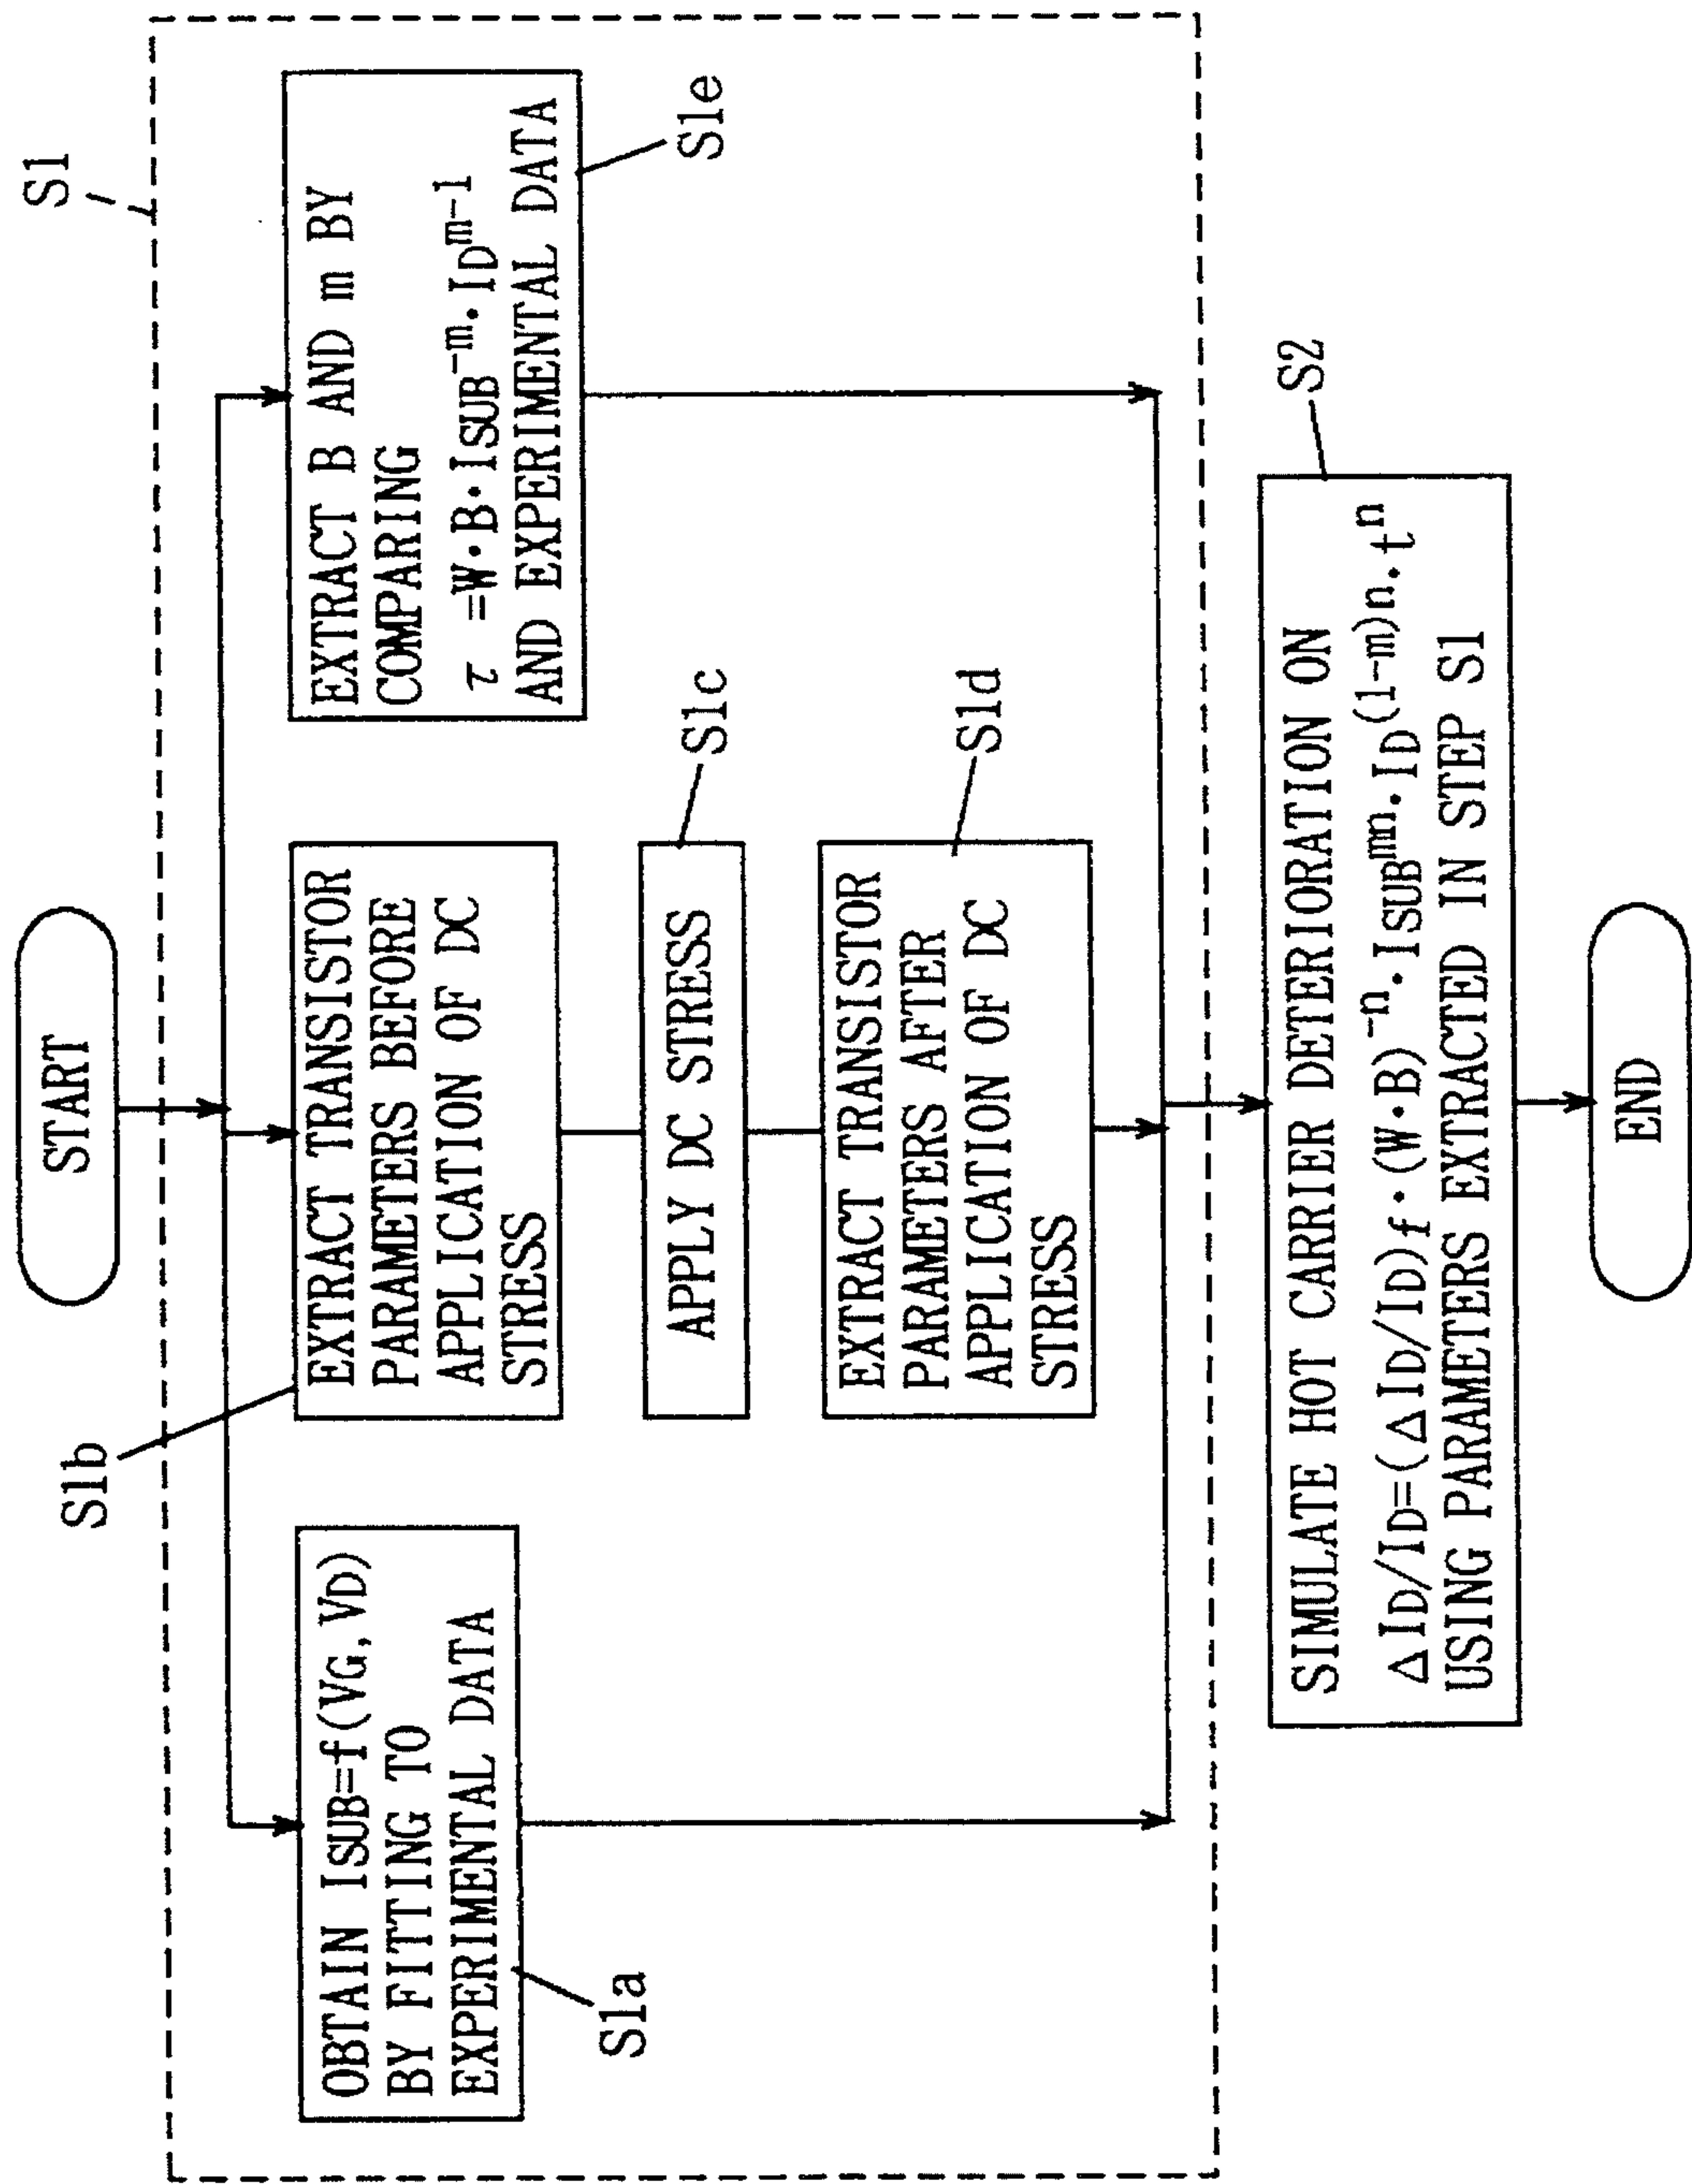 START
S1
S1a
OBTAIN ISUB=f(VG, VD)
BY FITTING TO
EXPERIMENTAL DATA
S1b
EXTRACT TRANSISTOR
PARAMETERS BEFORE
APPLICATION OF DC
STRESS
S1c
APPLY DC STRESS
S1d
EXTRACT TRANSISTOR
PARAMETERS AFTER
APPLICATION OF DC
STRESS
S1e
EXTRACT B AND m BY
COMPARING
τ =W·B·ISUB⁻ᵐ·IDᵐ⁻¹
AND EXPERIMENTAL DATA
S2
SIMULATE HOT CARRIER DETERIORATION ON
ΔID/ID=(ΔID/ID)f·(W·B)⁻ⁿ·ISUBᵐⁿ·ID⁽¹⁻ᵐ⁾ⁿ·tⁿ
USING PARAMETERS EXTRACTED IN STEP S1
END